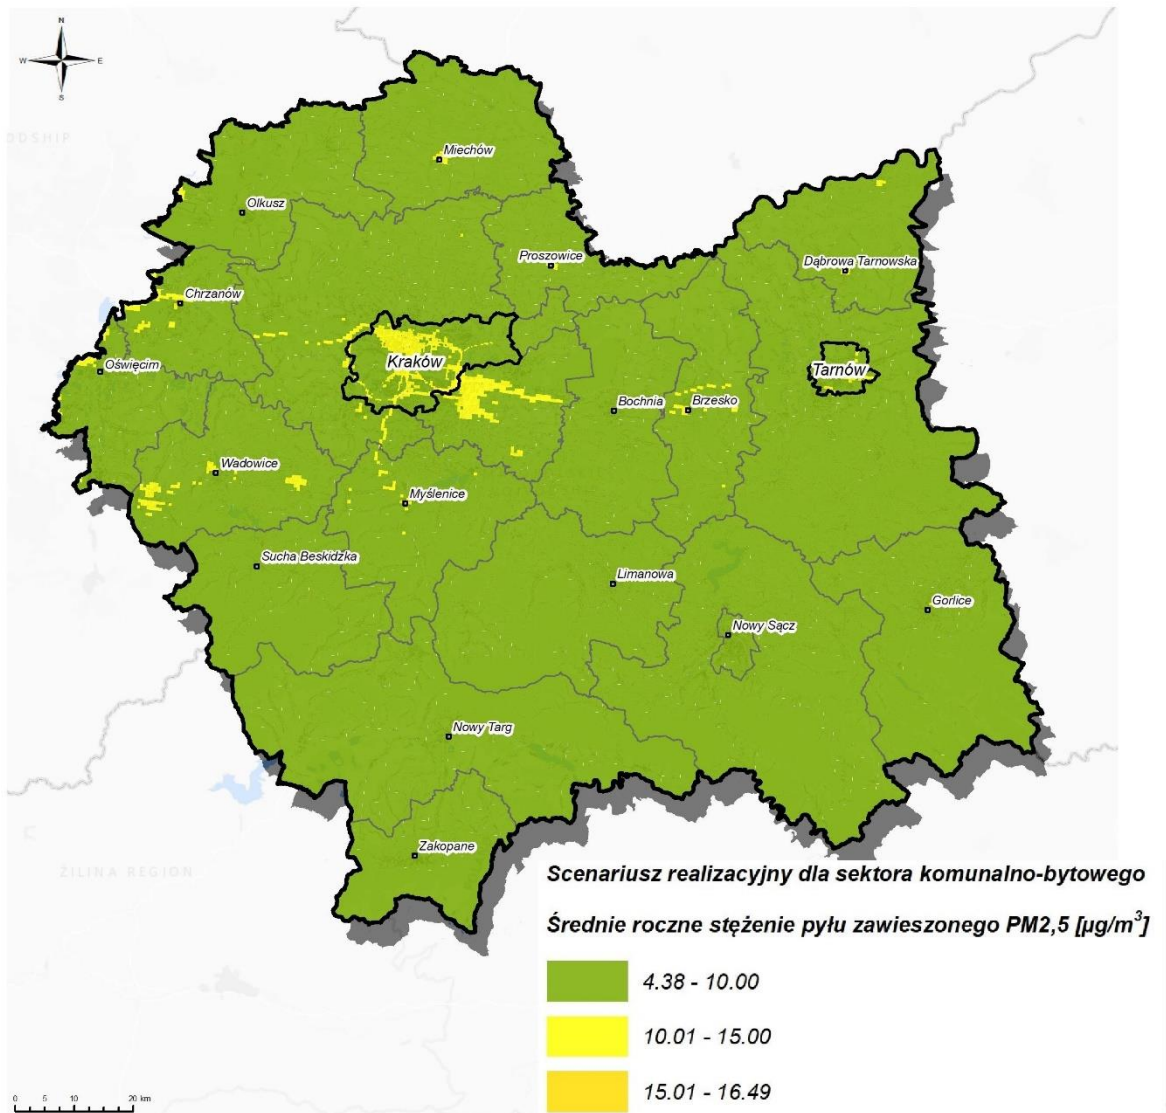 N
W E
S
ODSHIP
Miechów
Olkusz
Proszowice
Dąbrowa Tarnowska
Chrzanów
Kraków
Oświęcim
Tarnów
Bochnia
Brzesko
Wadowice
Myślenice
Sucha Beskidzka
Limanowa
Gorlice
Nowy Sącz
Nowy Targ
Zakopane
ŽILINA REGION
Scenariusz realizacyjny dla sektora komunalno-bytowego
Średnie roczne stężenie pyłu zawieszonego PM2,5 [µg/m³]
4.38 - 10.00
10.01 - 15.00
15.01 - 16.49
0 5 10 20 km